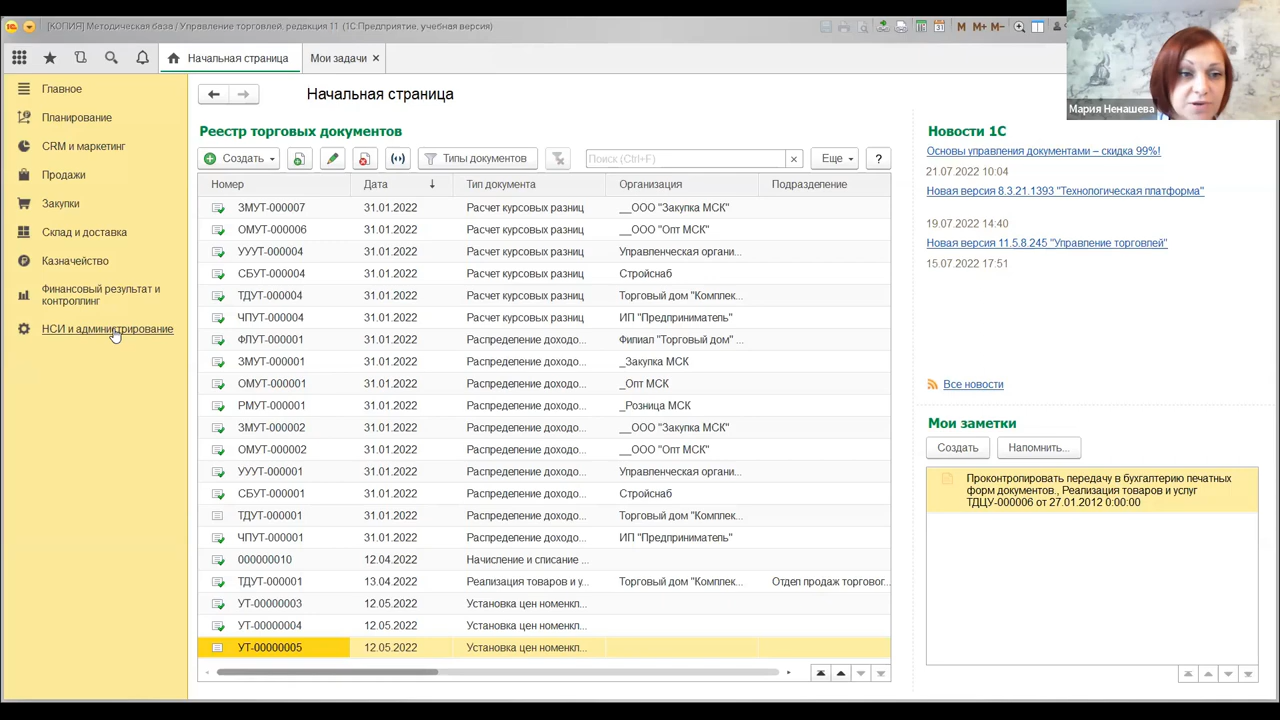 [КОПИЯ] Методическая база / Управление торговлей, редакция 11 (1С:Предприятие, учебная версия)
M M+ M−
Начальная страница
Мои задачи ×
Мария Ненашева
Главное
Планирование
CRM и маркетинг
Продажи
Закупки
Склад и доставка
Казначейство
Финансовый результат и
контроллинг
НСИ и администрирование
Начальная страница
Реестр торговых документов
Создать
Типы документов
Поиск (Ctrl+F)
×
Еще
?
Номер Дата ↓ Тип документа Организация Подразделение
ЗМУТ-000007 31.01.2022 Расчет курсовых разниц __ООО "Закупка МСК"
ОМУТ-000006 31.01.2022 Расчет курсовых разниц __ООО "Опт МСК"
УУУТ-000004 31.01.2022 Расчет курсовых разниц Управленческая органи...
СБУТ-000004 31.01.2022 Расчет курсовых разниц Стройснаб
ТДУТ-000004 31.01.2022 Расчет курсовых разниц Торговый дом "Комплек...
ЧПУТ-000004 31.01.2022 Расчет курсовых разниц ИП "Предприниматель"
ФЛУТ-000001 31.01.2022 Распределение доходо... Филиал "Торговый дом" ...
ЗМУТ-000001 31.01.2022 Распределение доходо... _Закупка МСК
ОМУТ-000001 31.01.2022 Распределение доходо... _Опт МСК
РМУТ-000001 31.01.2022 Распределение доходо... _Розница МСК
ЗМУТ-000002 31.01.2022 Распределение доходо... __ООО "Закупка МСК"
ОМУТ-000002 31.01.2022 Распределение доходо... __ООО "Опт МСК"
УУУТ-000001 31.01.2022 Распределение доходо... Управленческая органи...
СБУТ-000001 31.01.2022 Распределение доходо... Стройснаб
ТДУТ-000001 31.01.2022 Распределение доходо... Торговый дом "Комплек...
ЧПУТ-000001 31.01.2022 Распределение доходо... ИП "Предприниматель"
000000010 12.04.2022 Начисление и списание ...
ТДУТ-000001 13.04.2022 Реализация товаров и у... Торговый дом "Комплек... Отдел продаж торговог...
УТ-00000003 12.05.2022 Установка цен номенкл...
УТ-00000004 12.05.2022 Установка цен номенкл...
УТ-00000005 12.05.2022 Установка цен номенкл...
Новости 1С
Основы управления документами – скидка 99%!
21.07.2022 10:04
Новая версия 8.3.21.1393 "Технологическая платформа"
19.07.2022 14:40
Новая версия 11.5.8.245 "Управление торговлей"
15.07.2022 17:51
Все новости
Мои заметки
Создать
Напомнить...
Проконтролировать передачу в бухгалтерию печатных
форм документов., Реализация товаров и услуг
ТДЦУ-000006 от 27.01.2012 0:00:00